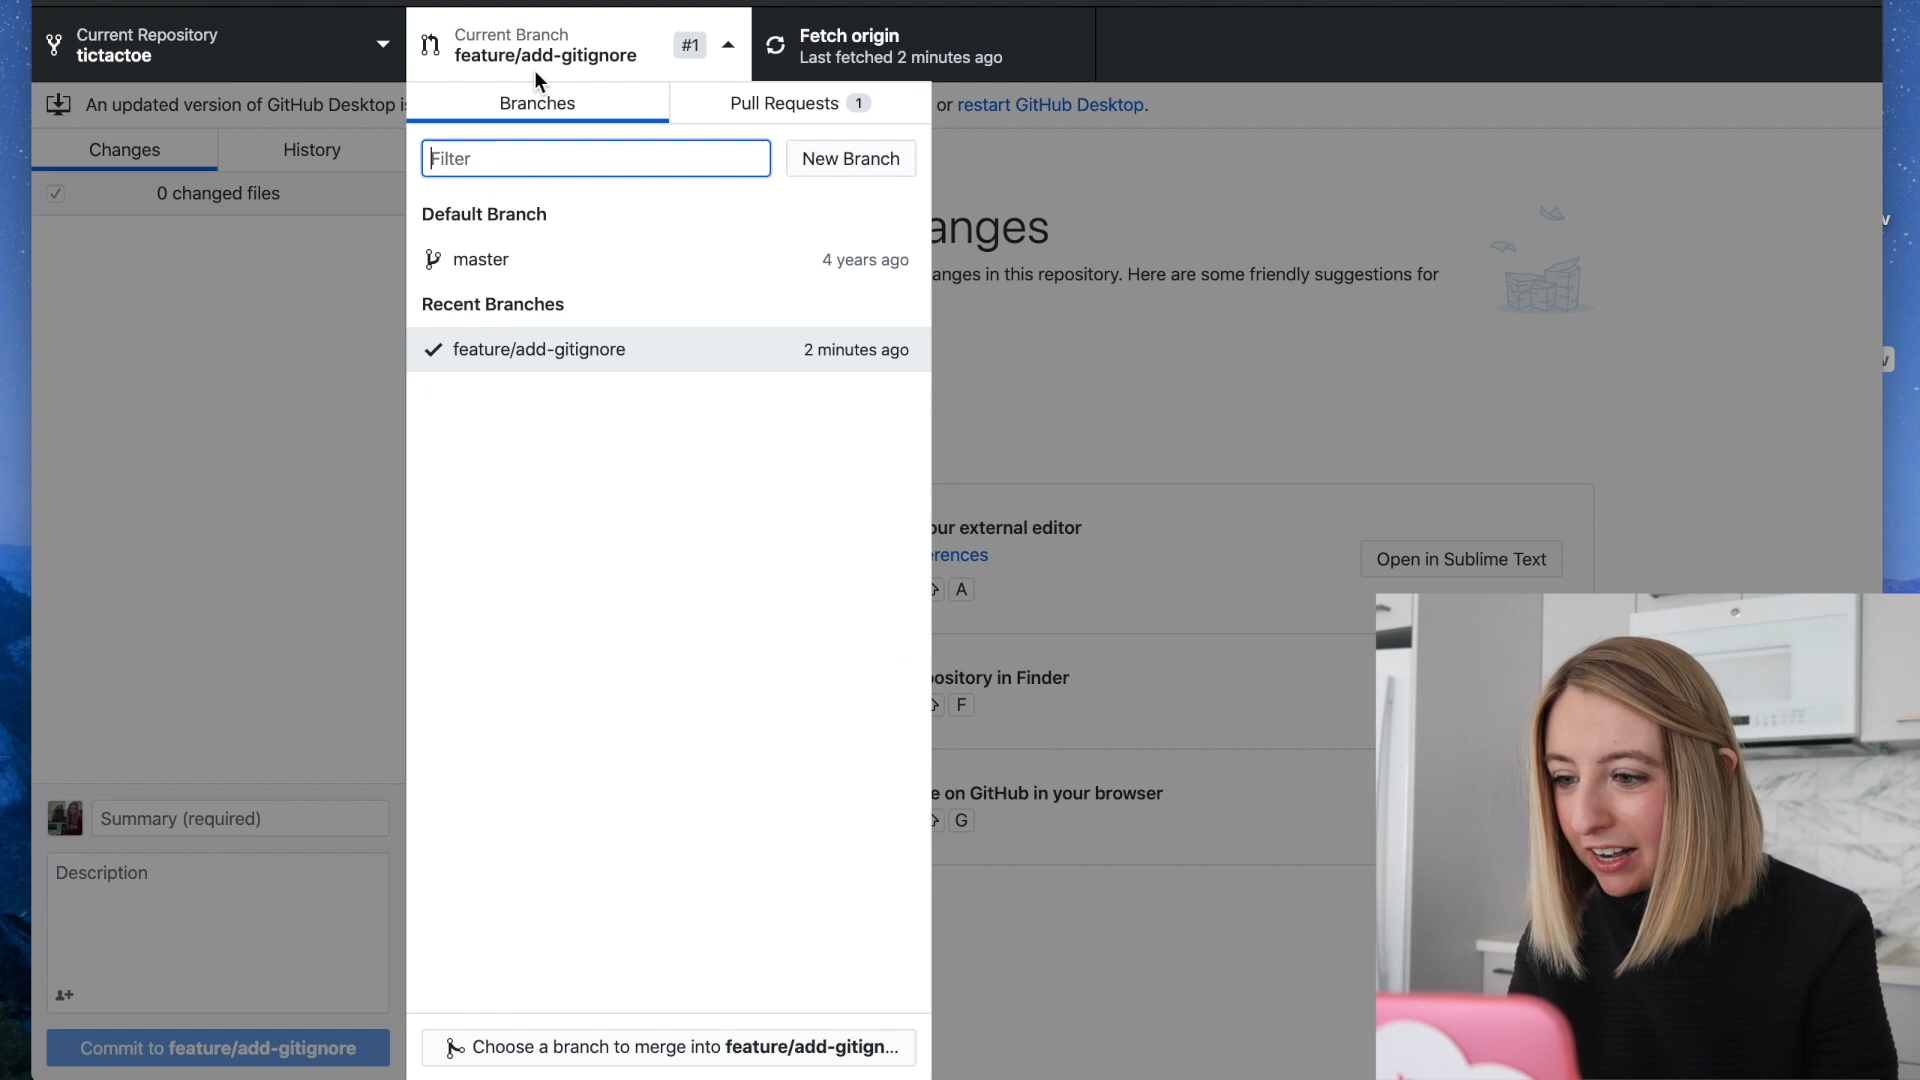 Current Repository
tictactoe
Current Branch
feature/add-gitignore
#1
Fetch origin
Last fetched 2 minutes ago
An updated version of GitHub Desktop
or restart GitHub Desktop.
Branches
Pull Requests 1
Changes
History
Filter
New Branch
0 changed files
Default Branch
master
4 years ago
Recent Branches
feature/add-gitignore
2 minutes ago
anges
anges in this repository. Here are some friendly suggestions for
our external editor
erences
A
Open in Sublime Text
ository in Finder
F
e on GitHub in your browser
G
Summary (required)
Description
Commit to feature/add-gitignore
Choose a branch to merge into feature/add-gitign...